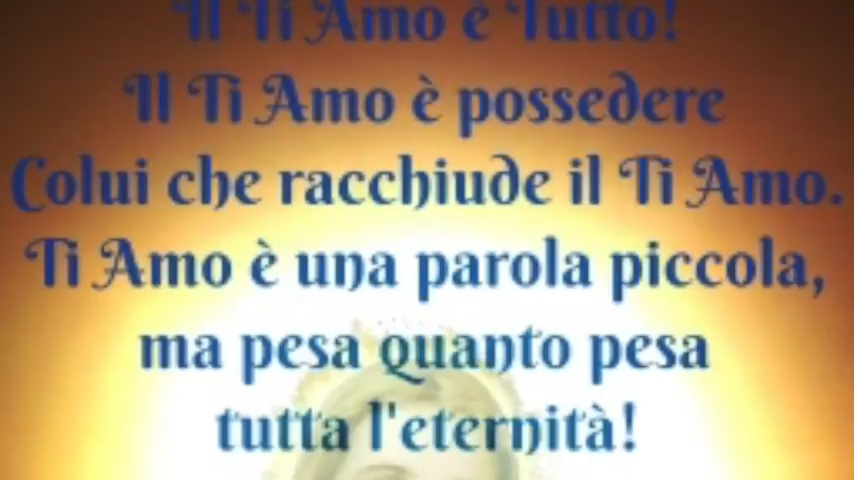 Il Ti Amo è Tutto!
Il Ti Amo è possedere
Colui che racchiude il Ti Amo.
Ti Amo è una parola piccola,
ma pesa quanto pesa
tutta l'eternità!